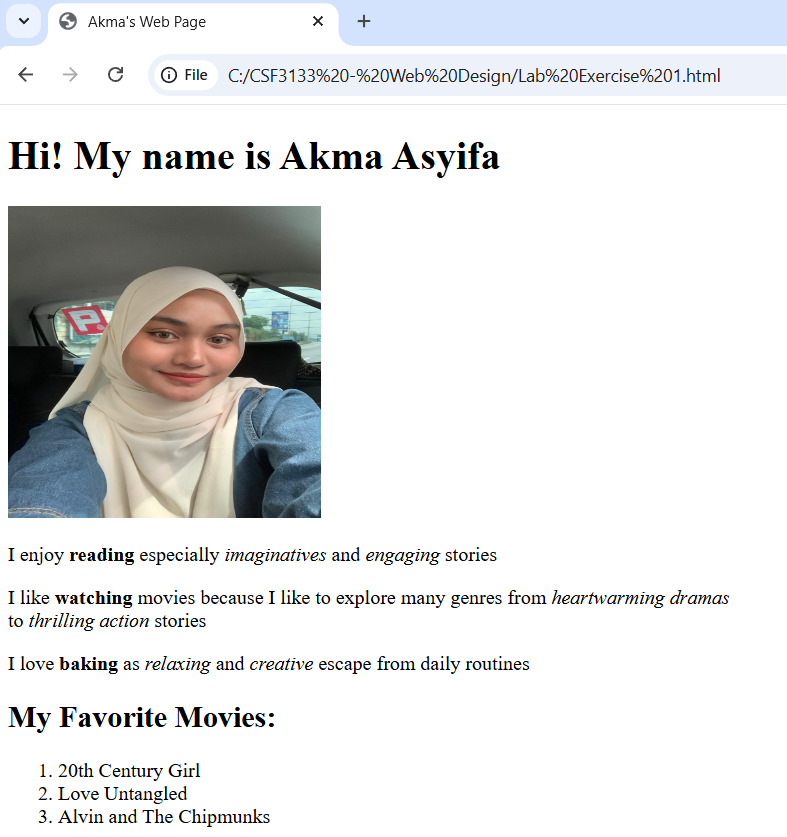 Akma's Web Page
File
C:/CSF3133%20-%20Web%20Design/Lab%20Exercise%201.html
Hi! My name is Akma Asyifa
P.
I enjoy reading especially imaginatives and engaging stories
I like watching movies because I like to explore many genres from heartwarming dramas
to thrilling action stories
I love baking as relaxing and creative escape from daily routines
My Favorite Movies:
1. 20th Century Girl
2. Love Untangled
3. Alvin and The Chipmunks